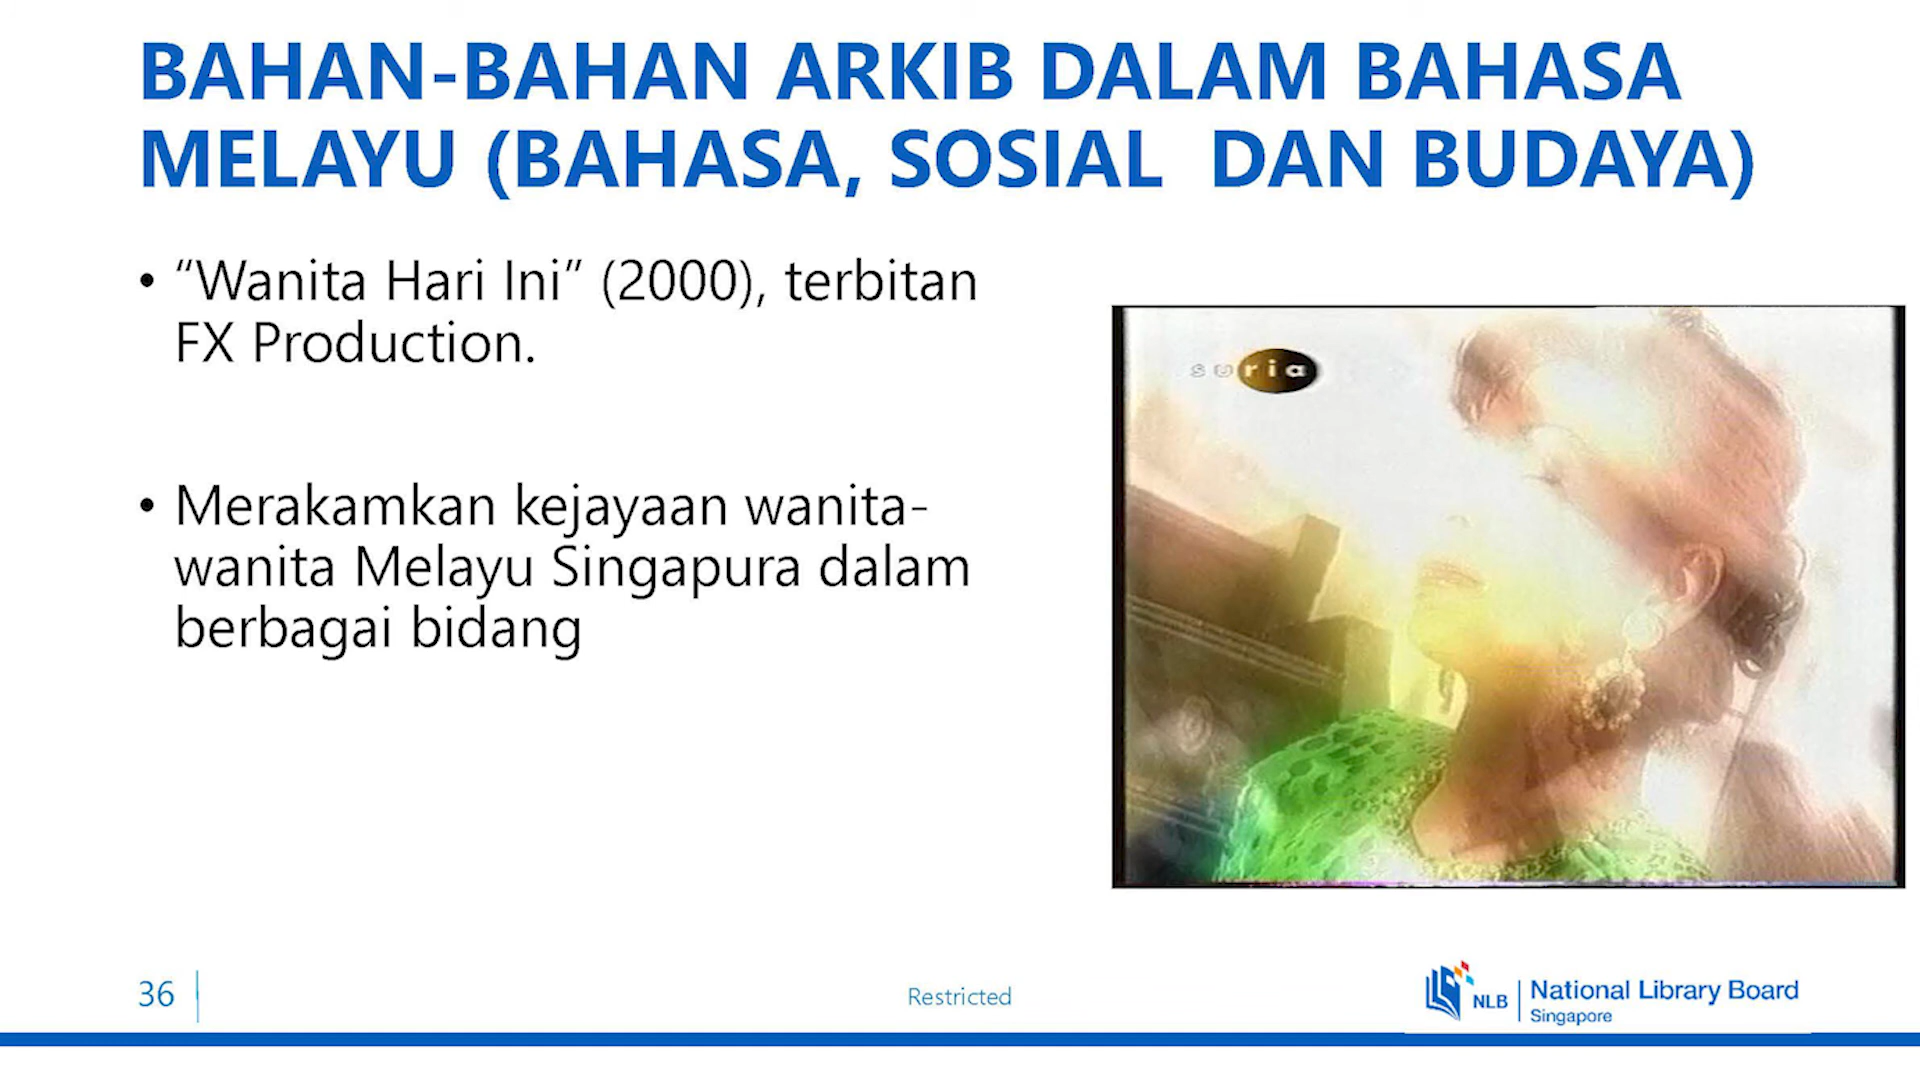 BAHAN-BAHAN ARKIB DALAM BAHASA
MELAYU (BAHASA, SOSIAL DAN BUDAYA)
• “Wanita Hari Ini” (2000), terbitan
FX Production.
• Merakamkan kejayaan wanita-
wanita Melayu Singapura dalam
berbagai bidang
suria
36
Restricted
NLB
National Library Board
Singapore